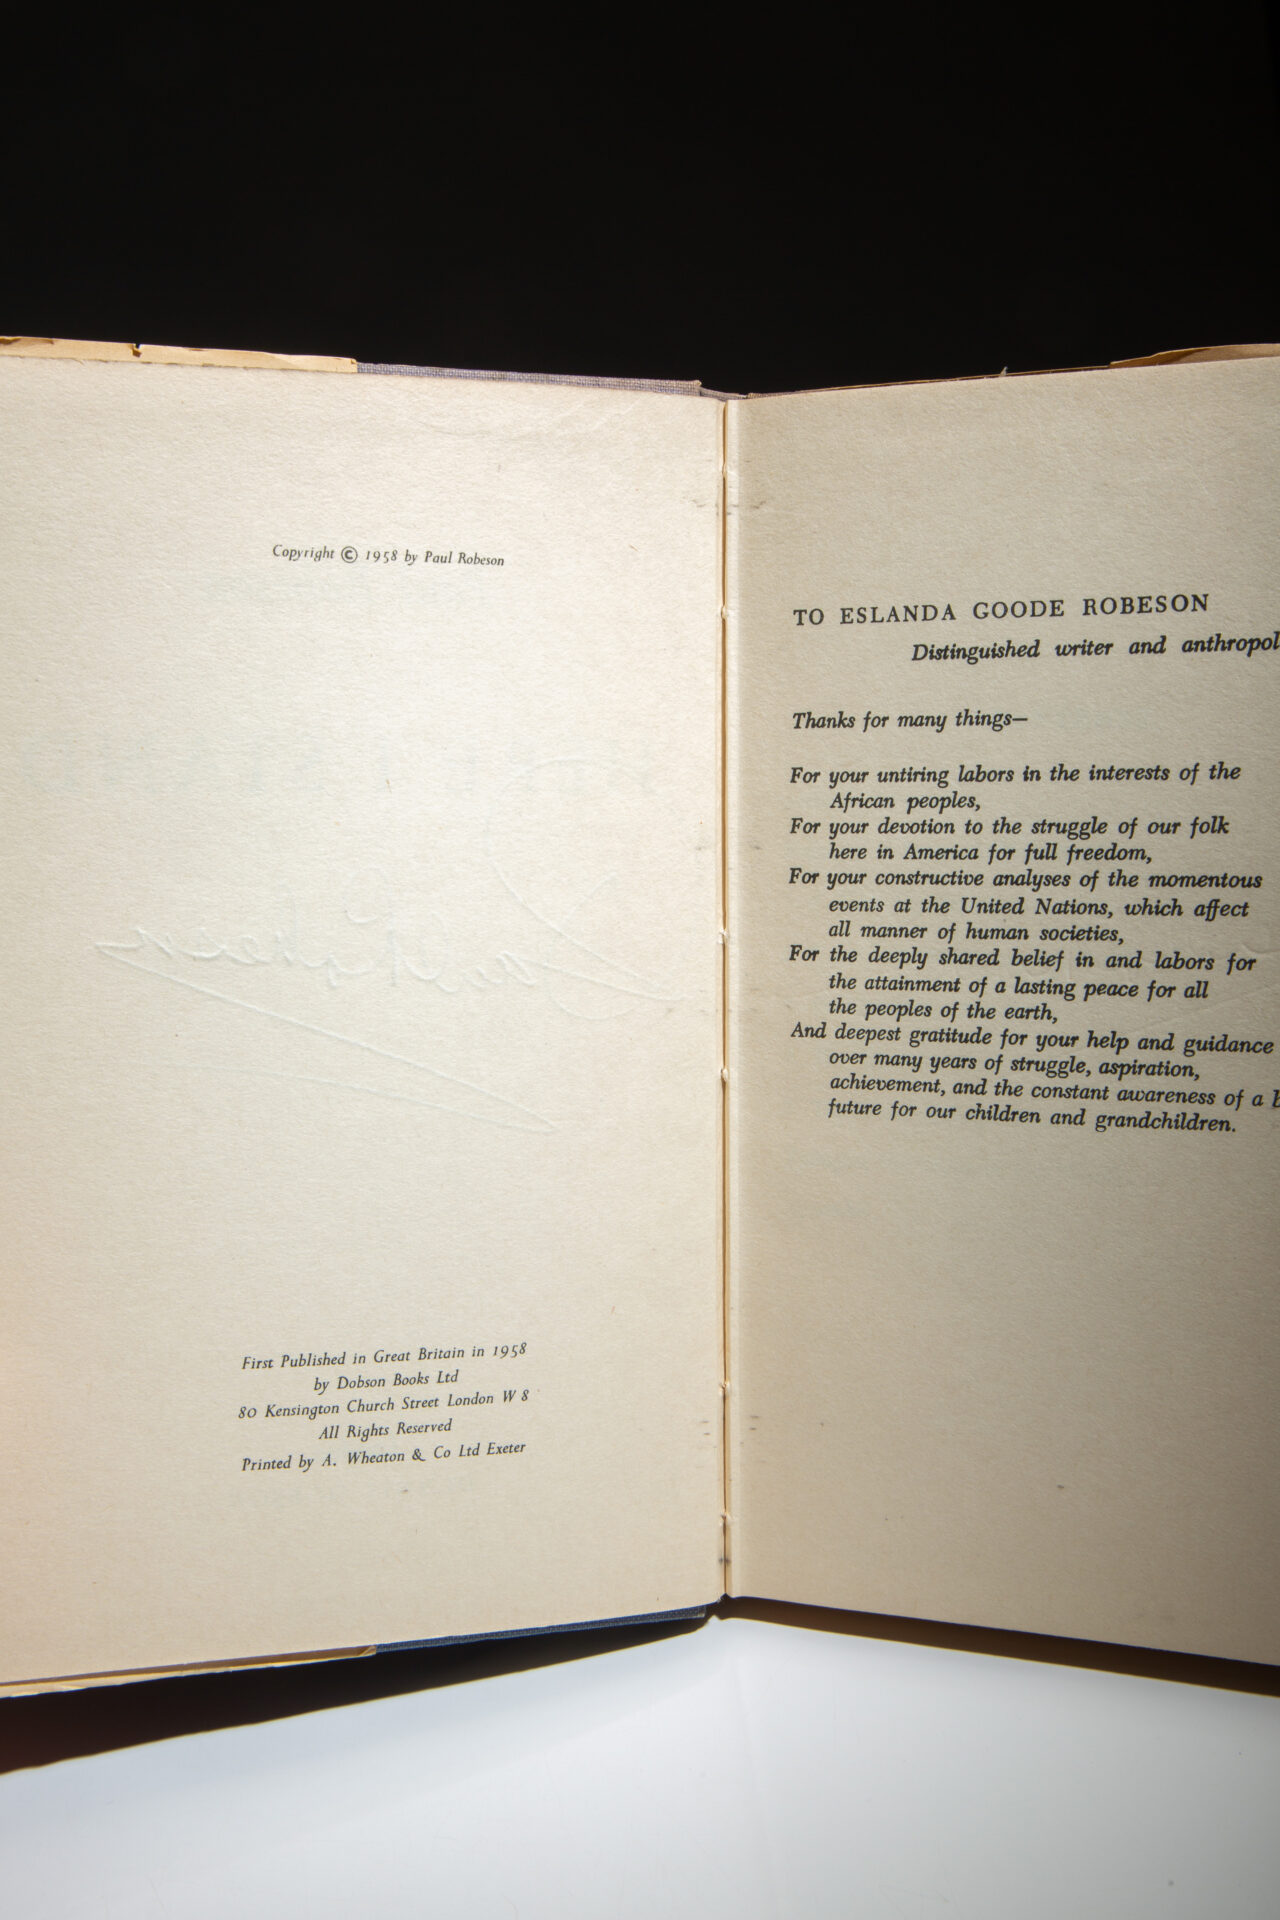 Copyright © 1958 by Paul Robeson
First Published in Great Britain in 1958
by Dobson Books Ltd
80 Kensington Church Street London W 8
All Rights Reserved
Printed by A. Wheaton & Co Ltd Exeter
TO ESLANDA GOODE ROBESON
Distinguished writer and anthropol
Thanks for many things—
For your untiring labors in the interests of the
African peoples,
For your devotion to the struggle of our folk
here in America for full freedom,
For your constructive analyses of the momentous
events at the United Nations, which affect
all manner of human societies,
For the deeply shared belief in and labors for
the attainment of a lasting peace for all
the peoples of the earth,
And deepest gratitude for your help and guidance
over many years of struggle, aspiration,
achievement, and the constant awareness of a b
future for our children and grandchildren.